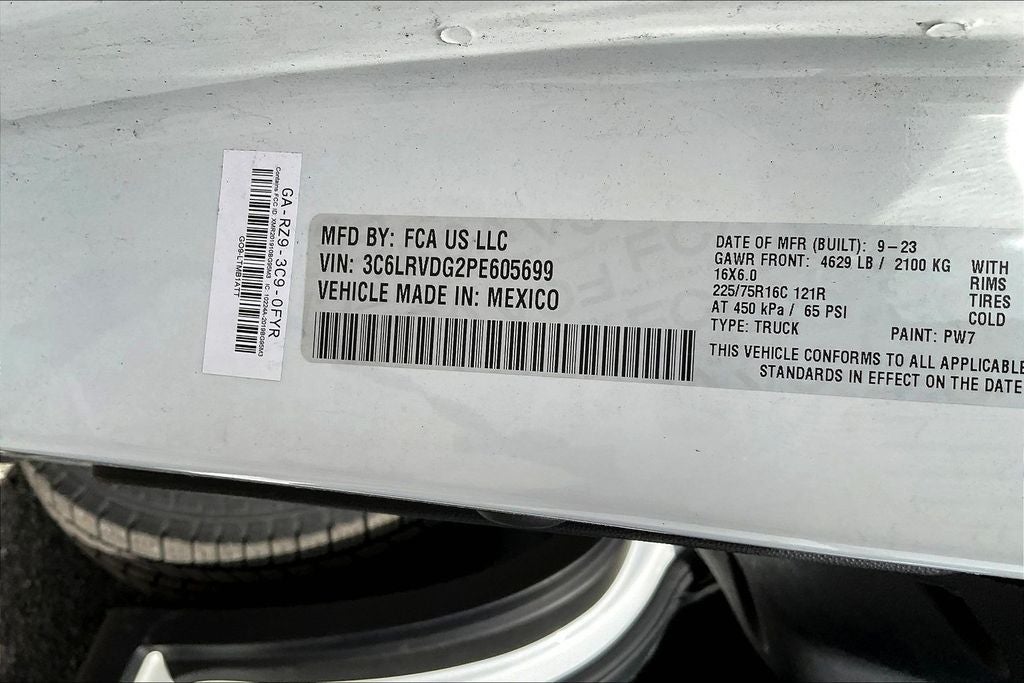 GA-RZ9-3C9-0FYR
GO9-LTMB1ATT
MFD BY: FCA US LLC
VIN: 3C6LRVDG2PE605699
VEHICLE MADE IN: MEXICO
DATE OF MFR (BUILT): 9-23
GAWR FRONT: 4629 LB / 2100 KG WITH
16X6.0 RIMS
225/75R16C 121R TIRES
AT 450 kPa / 65 PSI COLD
TYPE: TRUCK PAINT: PW7
THIS VEHICLE CONFORMS TO ALL APPLICABLE
STANDARDS IN EFFECT ON THE DATE